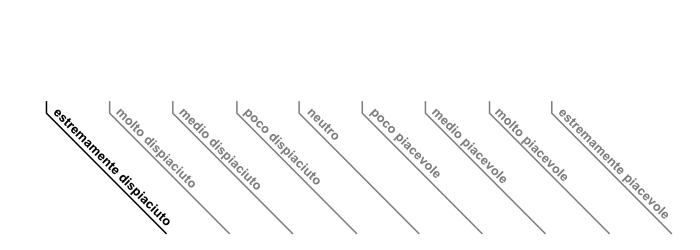 estremamente dispiaciuto
molto dispiaciuto
medio dispiaciuto
poco dispiaciuto
neutro
poco piacevole
medio piacevole
molto piacevole
estremamente piacevole